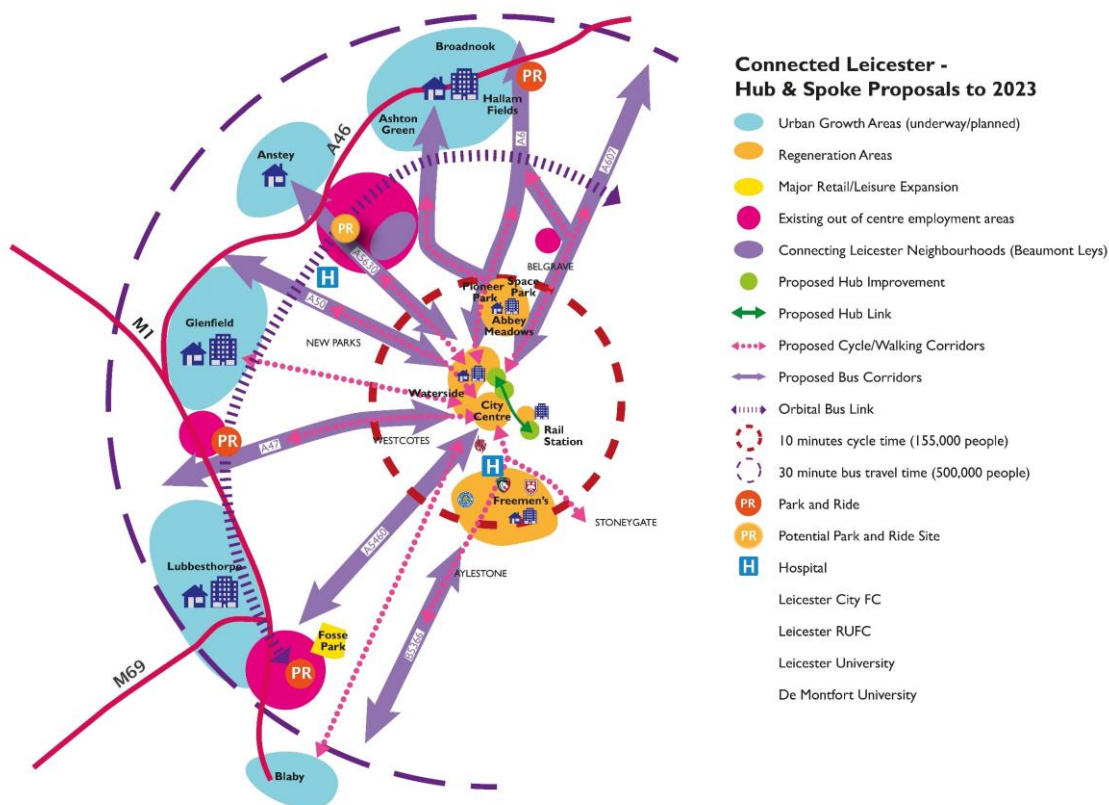 Connected Leicester -
Hub & Spoke Proposals to 2023
Urban Growth Areas (underway/planned)
Regeneration Areas
Major Retail/Leisure Expansion
Existing out of centre employment areas
Connecting Leicester Neighbourhoods (Beaumont Leys)
Proposed Hub Improvement
Proposed Hub Link
Proposed Cycle/Walking Corridors
Proposed Bus Corridors
Orbital Bus Link
10 minutes cycle time (155,000 people)
30 minute bus travel time (500,000 people)
PR Park and Ride
PR Potential Park and Ride Site
H Hospital
Leicester City FC
Leicester RUFC
Leicester University
De Montfort University
Broadnook
PR
Hallam
Fields
Ashton
Green
A46
A6
A607
Anstey
PR
A5630
H
BELGRAVE
Pioneer
Park
Space
Park
Abbey
Meadows
A50
M1
Glenfield
NEW PARKS
Waterside
City
Centre
Rail
Station
WESTCOTES
PR
A47
H
Freemen's
STONEYGATE
A5460
AYLESTONE
Lubbesthorpe
Fosse
Park
B5366
M69
PR
Blaby